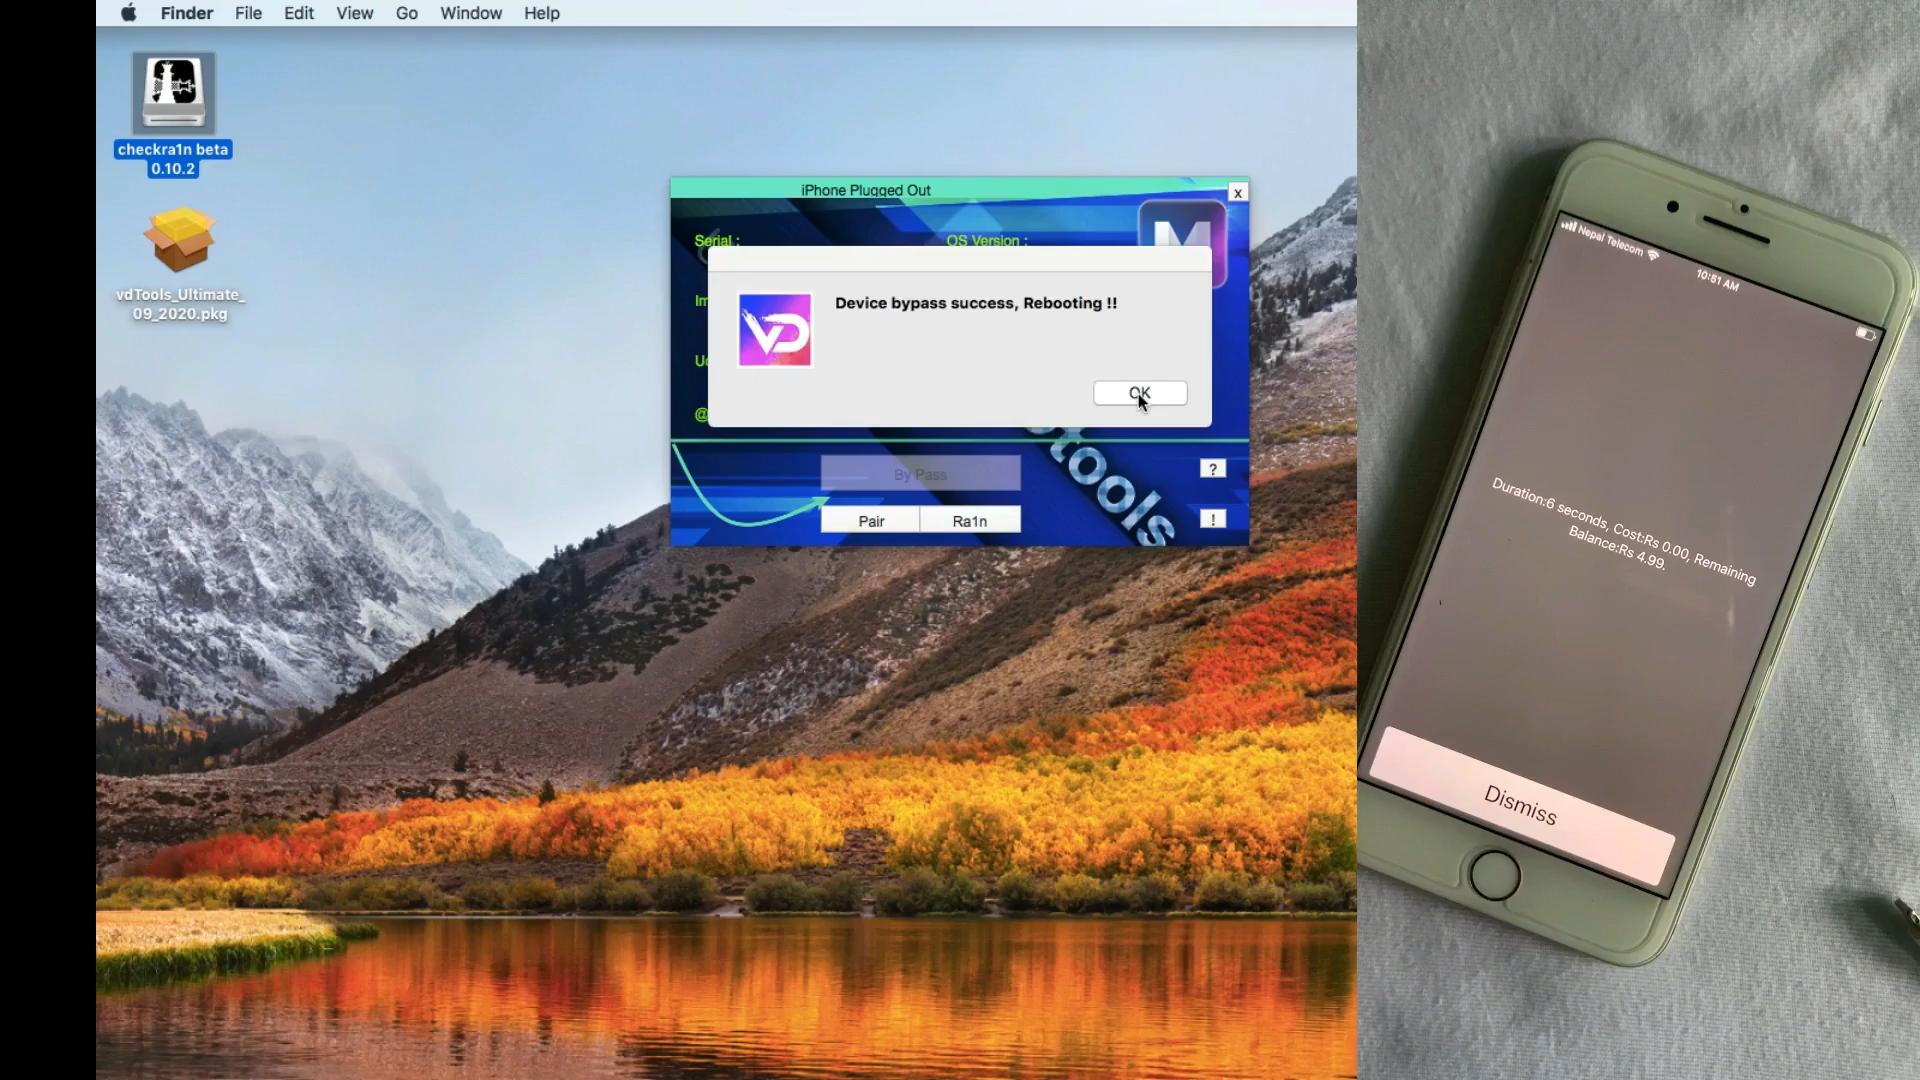 Finder File Edit View Go Window Help
checkra1n beta
0.10.2
vdTools_Ultimate_
09_2020.pkg
iPhone Plugged Out
x
Serial :
OS Version :
M
Device bypass success, Rebooting !!
VD
OK
@
By Pass
?
Pair
Ra1n
!
tools
Nepal Telecom
10:51 AM
Duration:6 seconds, Cost:Rs 0.00, Remaining
Balance:Rs 4.99.
Dismiss